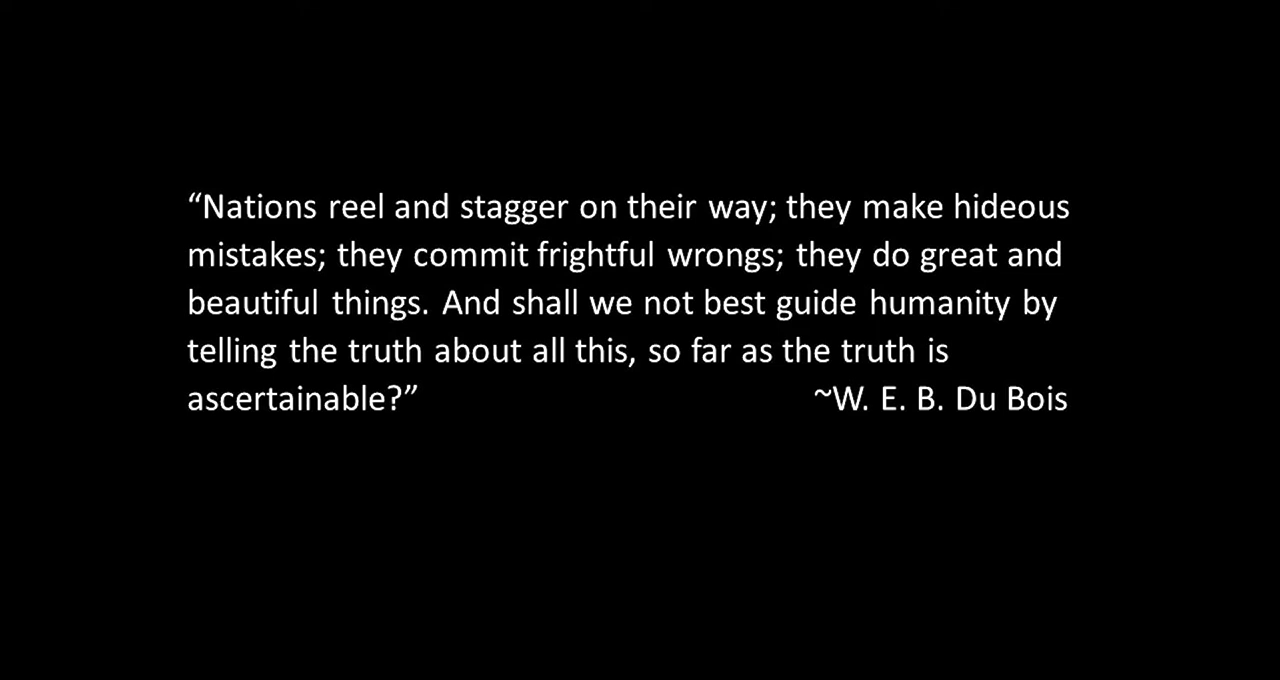 “Nations reel and stagger on their way; they make hideous
mistakes; they commit frightful wrongs; they do great and
beautiful things. And shall we not best guide humanity by
telling the truth about all this, so far as the truth is
ascertainable?” ~W. E. B. Du Bois